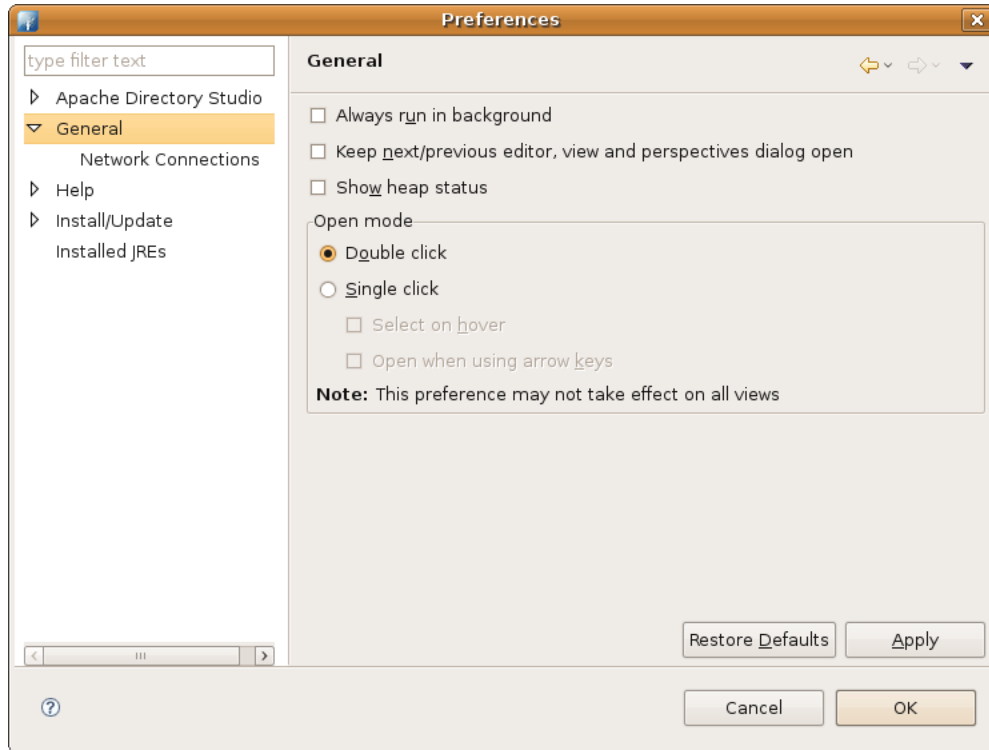 Preferences
type filter text
Apache Directory Studio
General
Network Connections
Help
Install/Update
Installed JREs
General
Always run in background
Keep next/previous editor, view and perspectives dialog open
Show heap status
Open mode
Double click
Single click
Select on hover
Open when using arrow keys
Note: This preference may not take effect on all views
Restore Defaults
Apply
Cancel
OK